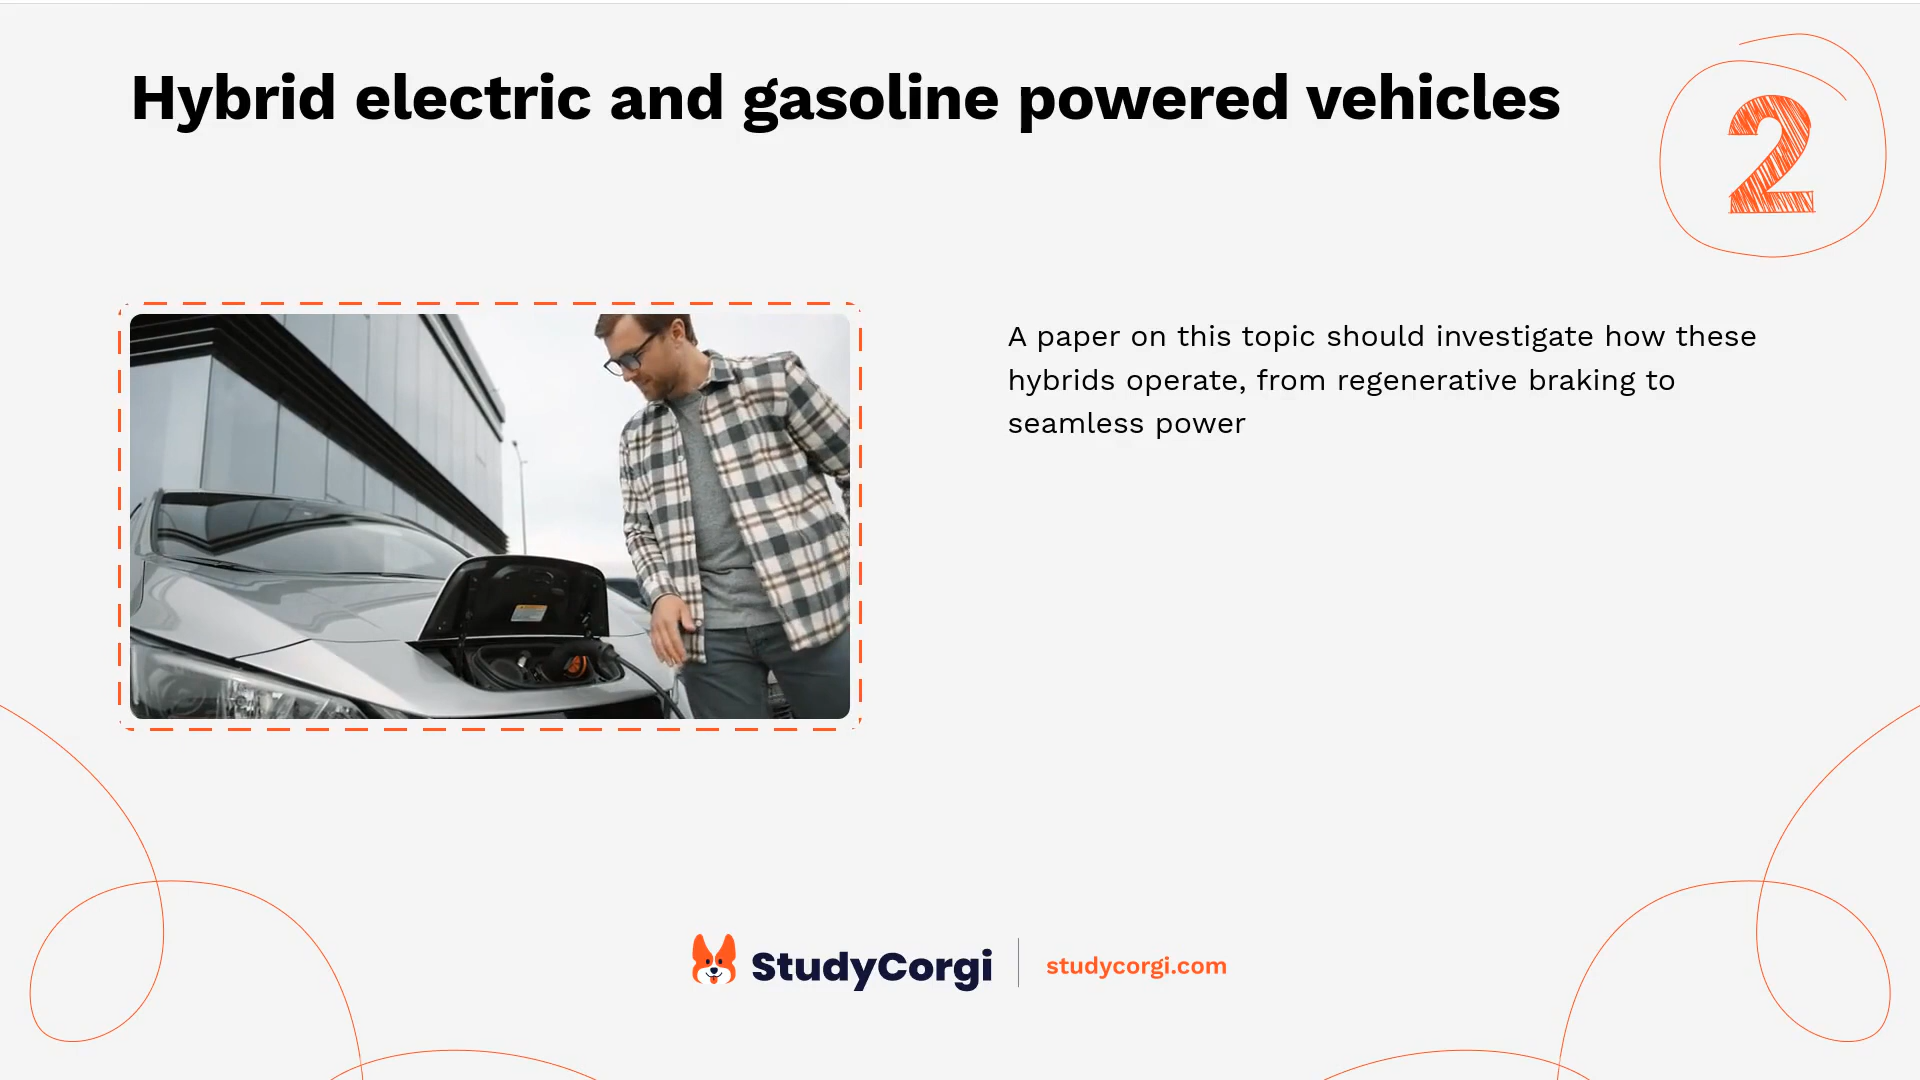 Hybrid electric and gasoline powered vehicles
2
A paper on this topic should investigate how these
hybrids operate, from regenerative braking to
seamless power
StudyCorgi
studycorgi.com